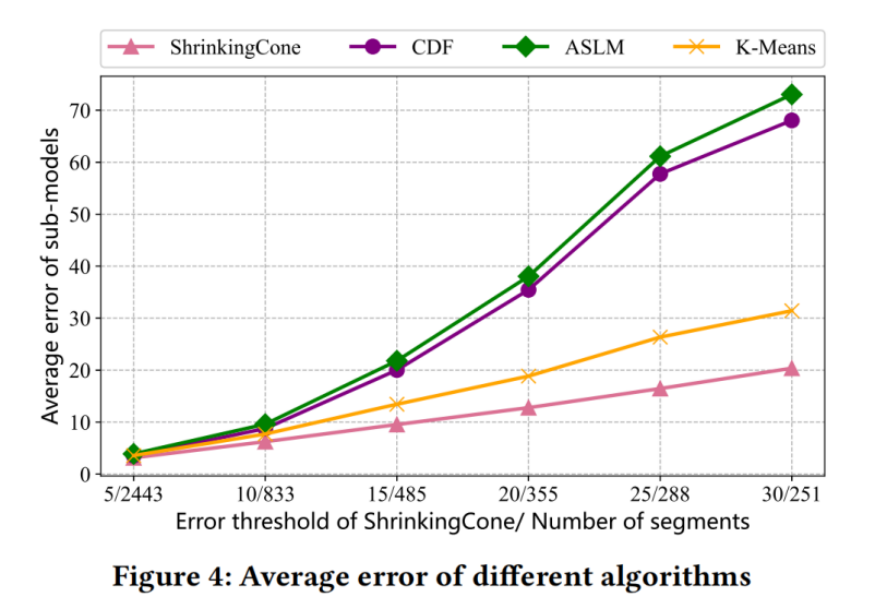 ShrinkingCone CDF ASLM K-Means
Average error of sub-models
70
60
50
40
30
20
10
0
5/2443 10/833 15/485 20/355 25/288 30/251
Error threshold of ShrinkingCone/ Number of segments
Figure 4: Average error of different algorithms